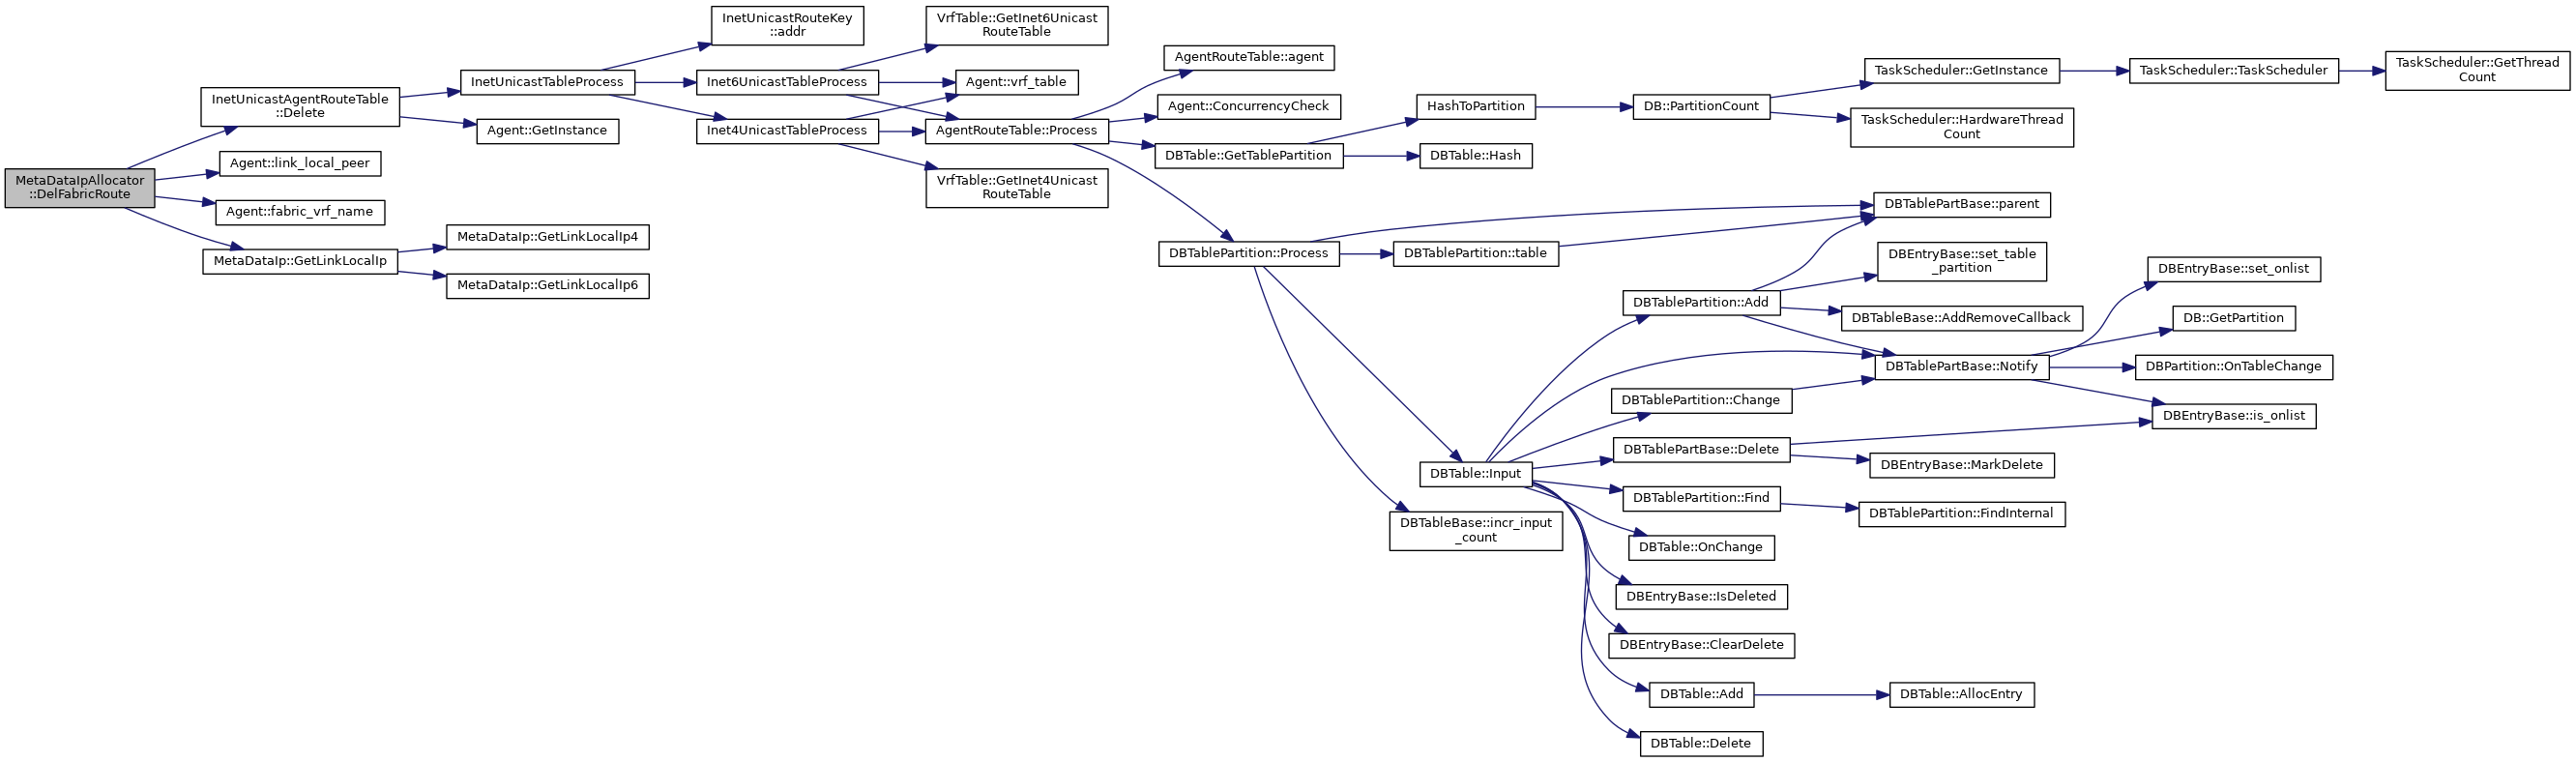 MetaDataIpAllocator
::DelFabricRoute
InetUnicastAgentRouteTable
::Delete
Agent::link_local_peer
Agent::fabric_vrf_name
MetaDataIp::GetLinkLocalIp
InetUnicastTableProcess
Agent::GetInstance
MetaDataIp::GetLinkLocalIp4
MetaDataIp::GetLinkLocalIp6
InetUnicastRouteKey
::addr
Inet6UnicastTableProcess
Inet4UnicastTableProcess
VrfTable::GetInet6Unicast
RouteTable
Agent::vrf_table
AgentRouteTable::Process
VrfTable::GetInet4Unicast
RouteTable
AgentRouteTable::agent
Agent::ConcurrencyCheck
DBTable::GetTablePartition
DBTablePartition::Process
HashToPartition
DBTable::Hash
DBTablePartition::table
DBTable::Input
DBTableBase::incr_input
_count
DB::PartitionCount
DBTablePartition::Add
DBTablePartition::Change
DBTablePartBase::Delete
DBTablePartition::Find
DBTable::OnChange
DBEntryBase::IsDeleted
DBEntryBase::ClearDelete
DBTable::Add
DBTable::Delete
TaskScheduler::GetInstance
TaskScheduler::HardwareThread
Count
DBTablePartBase::parent
DBEntryBase::set_table
_partition
DBTableBase::AddRemoveCallback
DBTablePartBase::Notify
DBEntryBase::MarkDelete
DBTablePartition::FindInternal
DBTable::AllocEntry
TaskScheduler::TaskScheduler
DBEntryBase::set_onlist
DB::GetPartition
DBPartition::OnTableChange
DBEntryBase::is_onlist
TaskScheduler::GetThread
Count